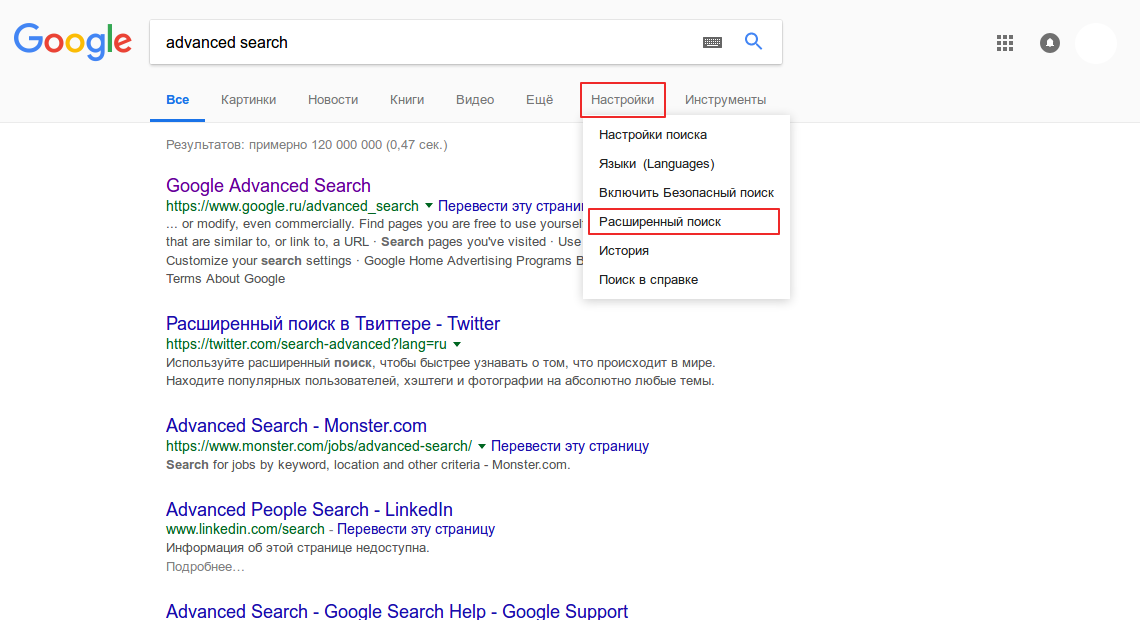 Google
advanced search
Все Картинки Новости Книги Видео Ещё Настройки Инструменты
Настройки поиска
Языки (Languages)
Включить Безопасный поиск
Расширенный поиск
История
Поиск в справке
Результатов: примерно 120 000 000 (0,47 сек.)
Google Advanced Search
https://www.google.ru/advanced_search Перевести эту
... or modify, even commercially. Find pages you are free to use
that are similar to, or link to, a URL · Search pages you've visited · Use
Customize your search settings · Google Home Advertising Programs
Terms About Google
Расширенный поиск в Твиттере - Twitter
https://twitter.com/search-advanced?lang=ru
Используйте расширенный поиск, чтобы быстрее узнавать о том, что происходит в мире.
Находите популярных пользователей, хэштеги и фотографии на абсолютно любые темы.
Advanced Search - Monster.com
https://www.monster.com/jobs/advanced-search/ Перевести эту страницу
Search for jobs by keyword, location and other criteria - Monster.com.
Advanced People Search - LinkedIn
www.linkedin.com/search - Перевести эту страницу
Информация об этой странице недоступна.
Подробнее…
Advanced Search - Google Search Help - Google Support